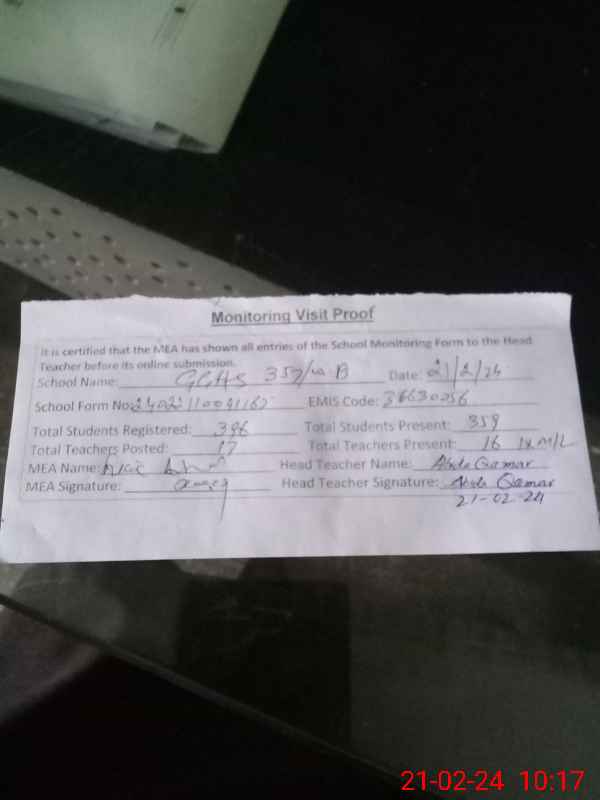 Monitoring Visit Proof
It is certified that the MEA has shown all entries of the School Monitoring Form to the Head
Teacher before its online submission.
School Name: GGHS 357/ B Date: 21/2/24
School Form No: EMIS Code: 36630056
Total Students Registered: 396 Total Students Present: 359
Total Teachers Posted: 17 Total Teachers Present: 16
MEA Name: Head Teacher Name: Qamar
MEA Signature: Head Teacher Signature: Qamar
21-02-24
21-02-24 10:17